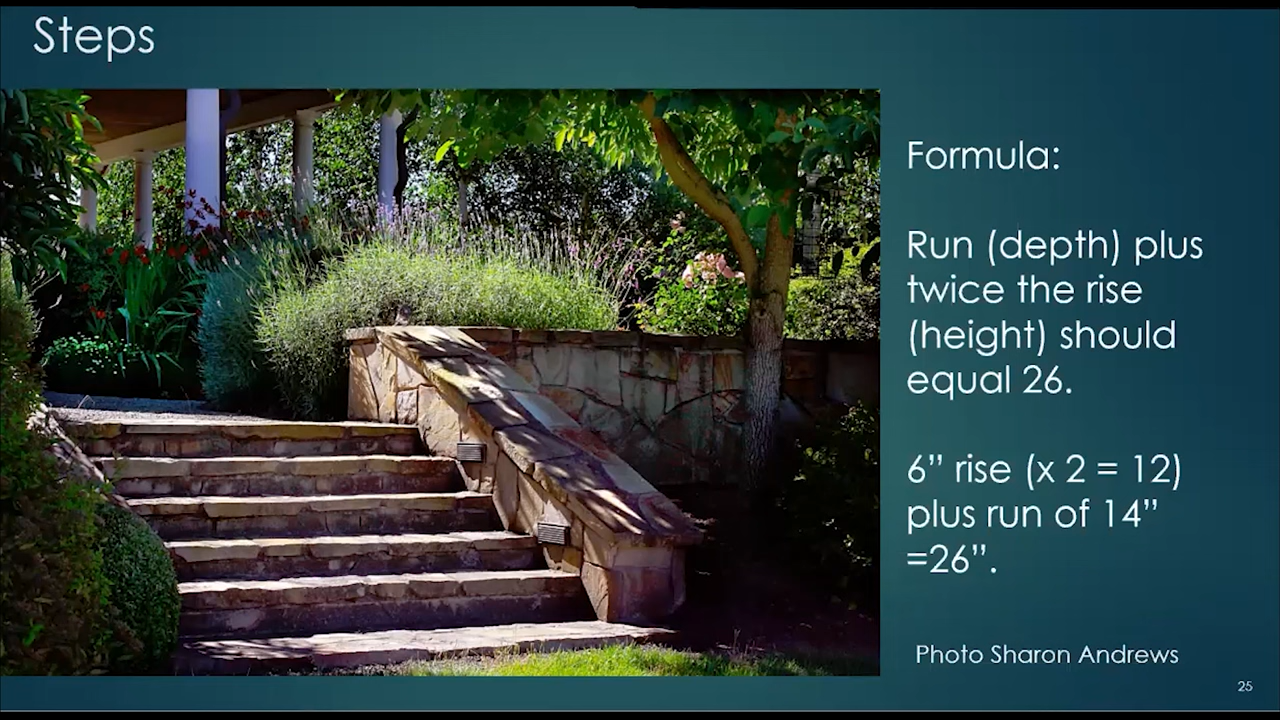 Steps
Formula:
Run (depth) plus
twice the rise
(height) should
equal 26.
6” rise (x 2 = 12)
plus run of 14”
=26”.
Photo Sharon Andrews
25